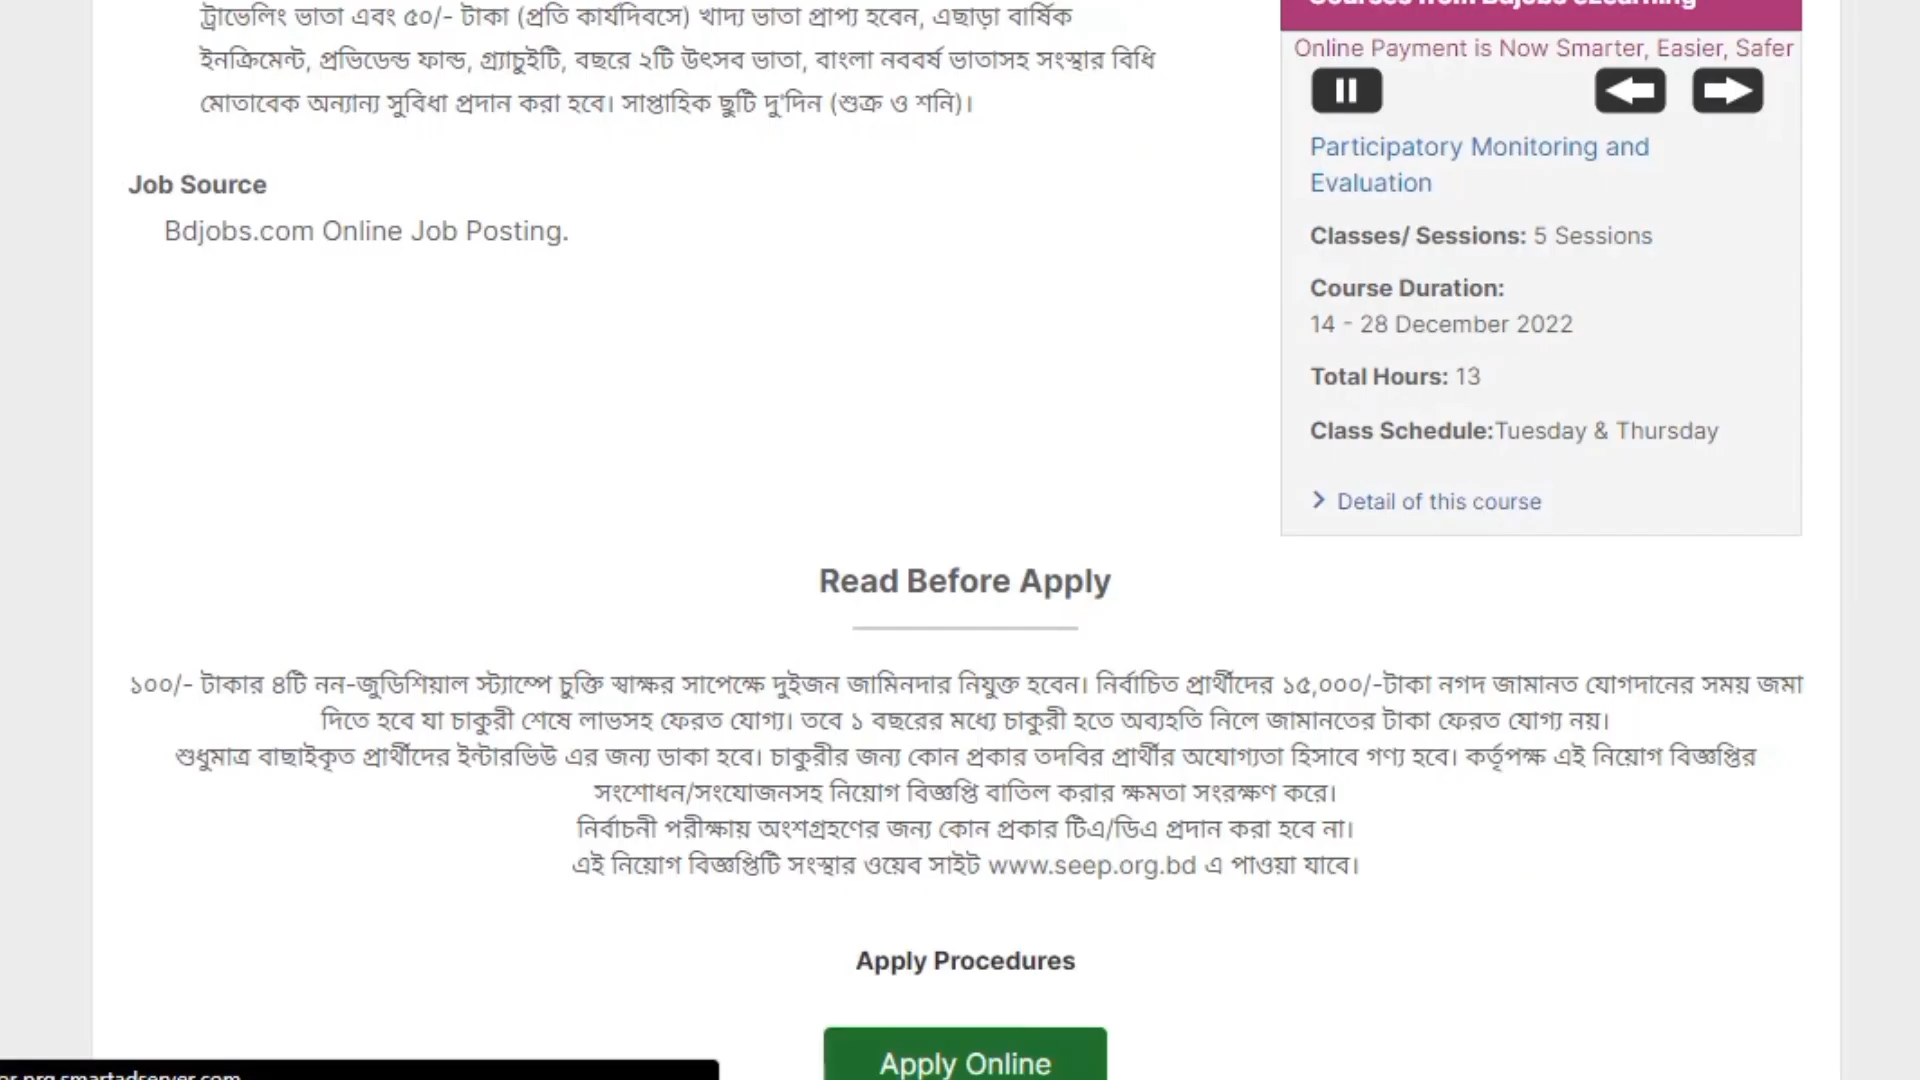 ট্রাভেলিং ভাতা এবং ৫০/- টাকা (প্রতি কার্যদিবসে) খাদ্য ভাতা প্রাপ্য হবেন, এছাড়া বার্ষিক
ইনক্রিমেন্ট, প্রভিডেন্ড ফান্ড, গ্র্যাচুইটি, বছরে ২টি উৎসব ভাতা, বাংলা নববর্ষ ভাতাসহ সংস্থার বিধি
মোতাবেক অন্যান্য সুবিধা প্রদান করা হবে। সাপ্তাহিক ছুটি দু'দিন (শুক্র ও শনি)।
Job Source
Bdjobs.com Online Job Posting.
Courses from Bdjobs eLearning
Online Payment is Now Smarter, Easier, Safer
Participatory Monitoring and
Evaluation
Classes/ Sessions: 5 Sessions
Course Duration:
14 - 28 December 2022
Total Hours: 13
Class Schedule:Tuesday & Thursday
Detail of this course
Read Before Apply
১০০/- টাকার ৪টি নন-জুডিশিয়াল স্ট্যাম্পে চুক্তি স্বাক্ষর সাপেক্ষে দুইজন জামিনদার নিযুক্ত হবেন। নির্বাচিত প্রার্থীদের ১৫,০০০/-টাকা নগদ জামানত যোগদানের সময় জমা
দিতে হবে যা চাকুরী শেষে লাভসহ ফেরত যোগ্য। তবে ১ বছরের মধ্যে চাকুরী হতে অব্যহতি নিলে জামানতের টাকা ফেরত যোগ্য নয়।
শুধুমাত্র বাছাইকৃত প্রার্থীদের ইন্টারভিউ এর জন্য ডাকা হবে। চাকুরীর জন্য কোন প্রকার তদবির প্রার্থীর অযোগ্যতা হিসাবে গণ্য হবে। কর্তৃপক্ষ এই নিয়োগ বিজ্ঞপ্তির
সংশোধন/সংযোজনসহ নিয়োগ বিজ্ঞপ্তি বাতিল করার ক্ষমতা সংরক্ষণ করে।
নির্বাচনী পরীক্ষায় অংশগ্রহণের জন্য কোন প্রকার টিএ/ডিএ প্রদান করা হবে না।
এই নিয়োগ বিজ্ঞপ্তিটি সংস্থার ওয়েব সাইট www.seep.org.bd এ পাওয়া যাবে।
Apply Procedures
Apply Online